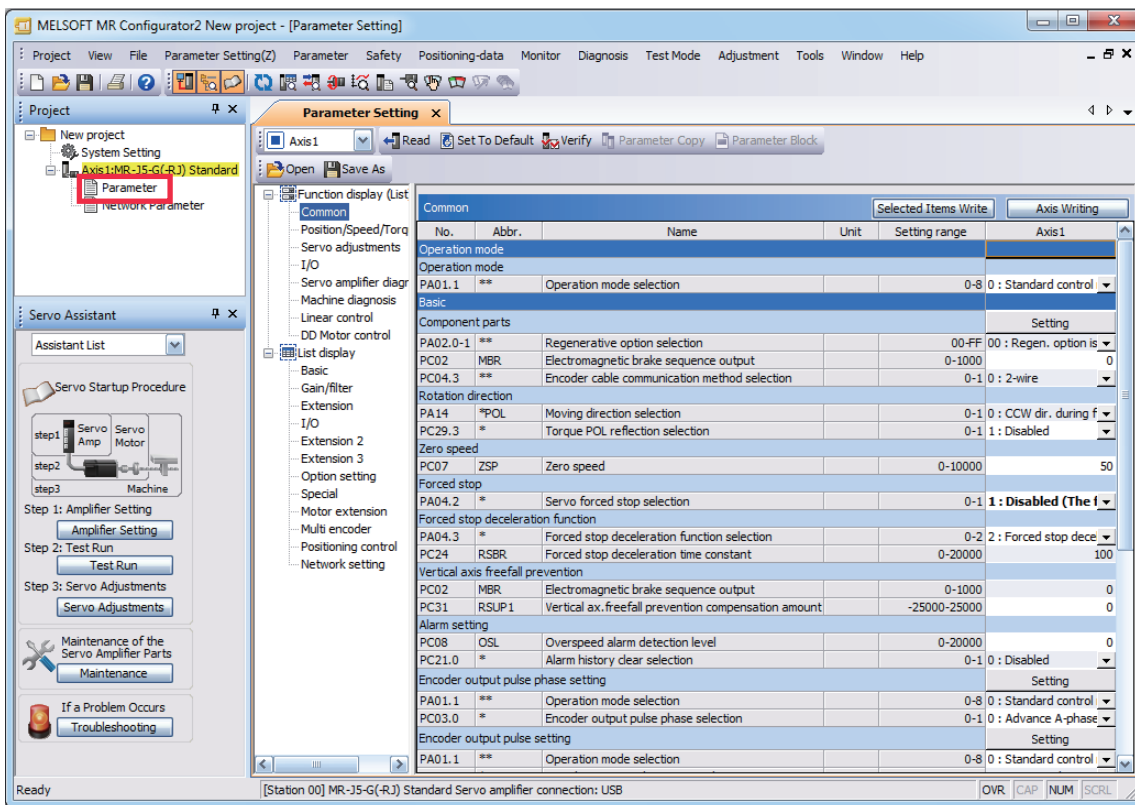 MELSOFT MR Configurator2 New project - [Parameter Setting]
Project View File Parameter Setting(Z) Parameter Safety Positioning-data Monitor Diagnosis Test Mode Adjustment Tools Window Help
Project
New project
System Setting
Axis1:MR-J5-G(-RJ) Standard
Parameter
Network Parameter
Servo Assistant
Assistant List
Servo Startup Procedure
step1 Servo Amp Servo Motor
step2
step3 Machine
Step 1: Amplifier Setting
Amplifier Setting
Step 2: Test Run
Test Run
Step 3: Servo Adjustments
Servo Adjustments
Maintenance of the
Servo Amplifier Parts
Maintenance
If a Problem Occurs
Troubleshooting
Parameter Setting
Axis1 Read Set To Default Verify Parameter Copy Parameter Block
Open Save As
Function display (List
Common
Position/Speed/Torq
Servo adjustments
I/O
Servo amplifier diagr
Machine diagnosis
Linear control
DD Motor control
List display
Basic
Gain/filter
Extension
I/O
Extension 2
Extension 3
Option setting
Special
Motor extension
Multi encoder
Positioning control
Network setting
Common Selected Items Write Axis Writing
No. Abbr. Name Unit Setting range Axis1
Operation mode
Operation mode
PA01.1 ** Operation mode selection 0-8 0 : Standard control
Basic
Component parts Setting
PA02.0-1 ** Regenerative option selection 00-FF 00 : Regen. option is
PC02 MBR Electromagnetic brake sequence output 0-1000 0
PC04.3 ** Encoder cable communication method selection 0-1 0 : 2-wire
Rotation direction
PA14 *POL Moving direction selection 0-1 0 : CCW dir. during f
PC29.3 * Torque POL reflection selection 0-1 1 : Disabled
Zero speed
PC07 ZSP Zero speed 0-10000 50
Forced stop
PA04.2 * Servo forced stop selection 0-1 1 : Disabled (The f
Forced stop deceleration function
PA04.3 * Forced stop deceleration function selection 0-2 2 : Forced stop dece
PC24 RSBR Forced stop deceleration time constant 0-20000 100
Vertical axis freefall prevention
PC02 MBR Electromagnetic brake sequence output 0-1000 0
PC31 RSUP1 Vertical ax.freefall prevention compensation amount -25000-25000 0
Alarm setting
PC08 OSL Overspeed alarm detection level 0-20000 0
PC21.0 * Alarm history clear selection 0-1 0 : Disabled
Encoder output pulse phase setting Setting
PA01.1 ** Operation mode selection 0-8 0 : Standard control
PC03.0 * Encoder output pulse phase selection 0-1 0 : Advance A-phase
Encoder output pulse setting Setting
PA01.1 ** Operation mode selection 0-8 0 : Standard control
Ready [Station 00] MR-J5-G(-RJ) Standard Servo amplifier connection: USB OVR CAP NUM SCRL